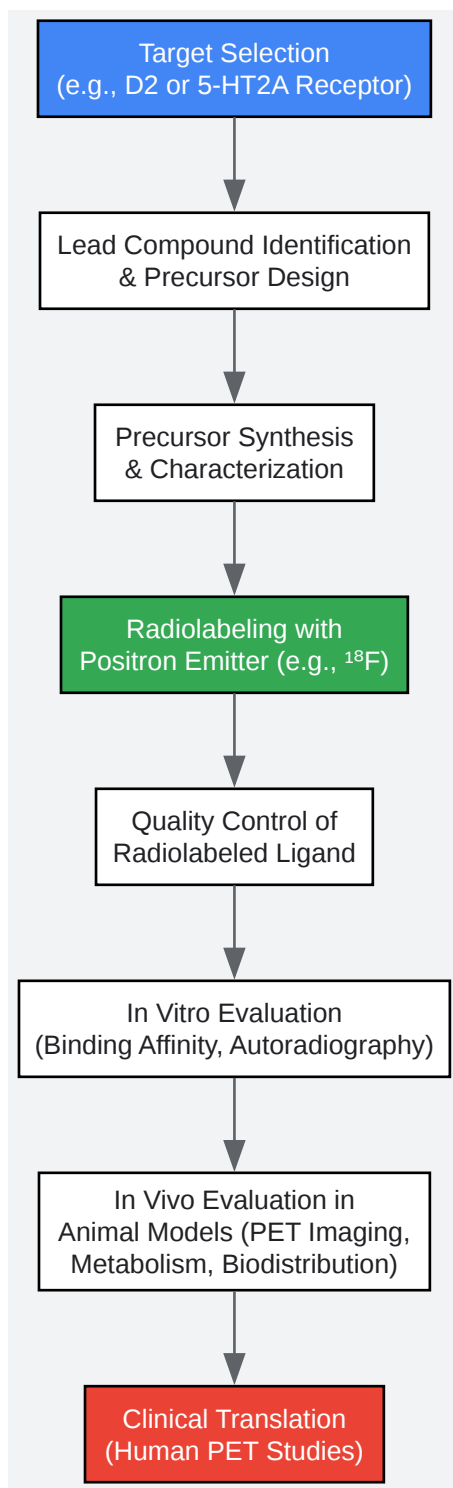 Target Selection
(e.g., D2 or 5-HT2A Receptor)
Lead Compound Identification
& Precursor Design
Precursor Synthesis
& Characterization
Radiolabeling with
Positron Emitter (e.g., ¹⁸F)
Quality Control of
Radiolabeled Ligand
In Vitro Evaluation
(Binding Affinity, Autoradiography)
In Vivo Evaluation in
Animal Models (PET Imaging,
Metabolism, Biodistribution)
Clinical Translation
(Human PET Studies)